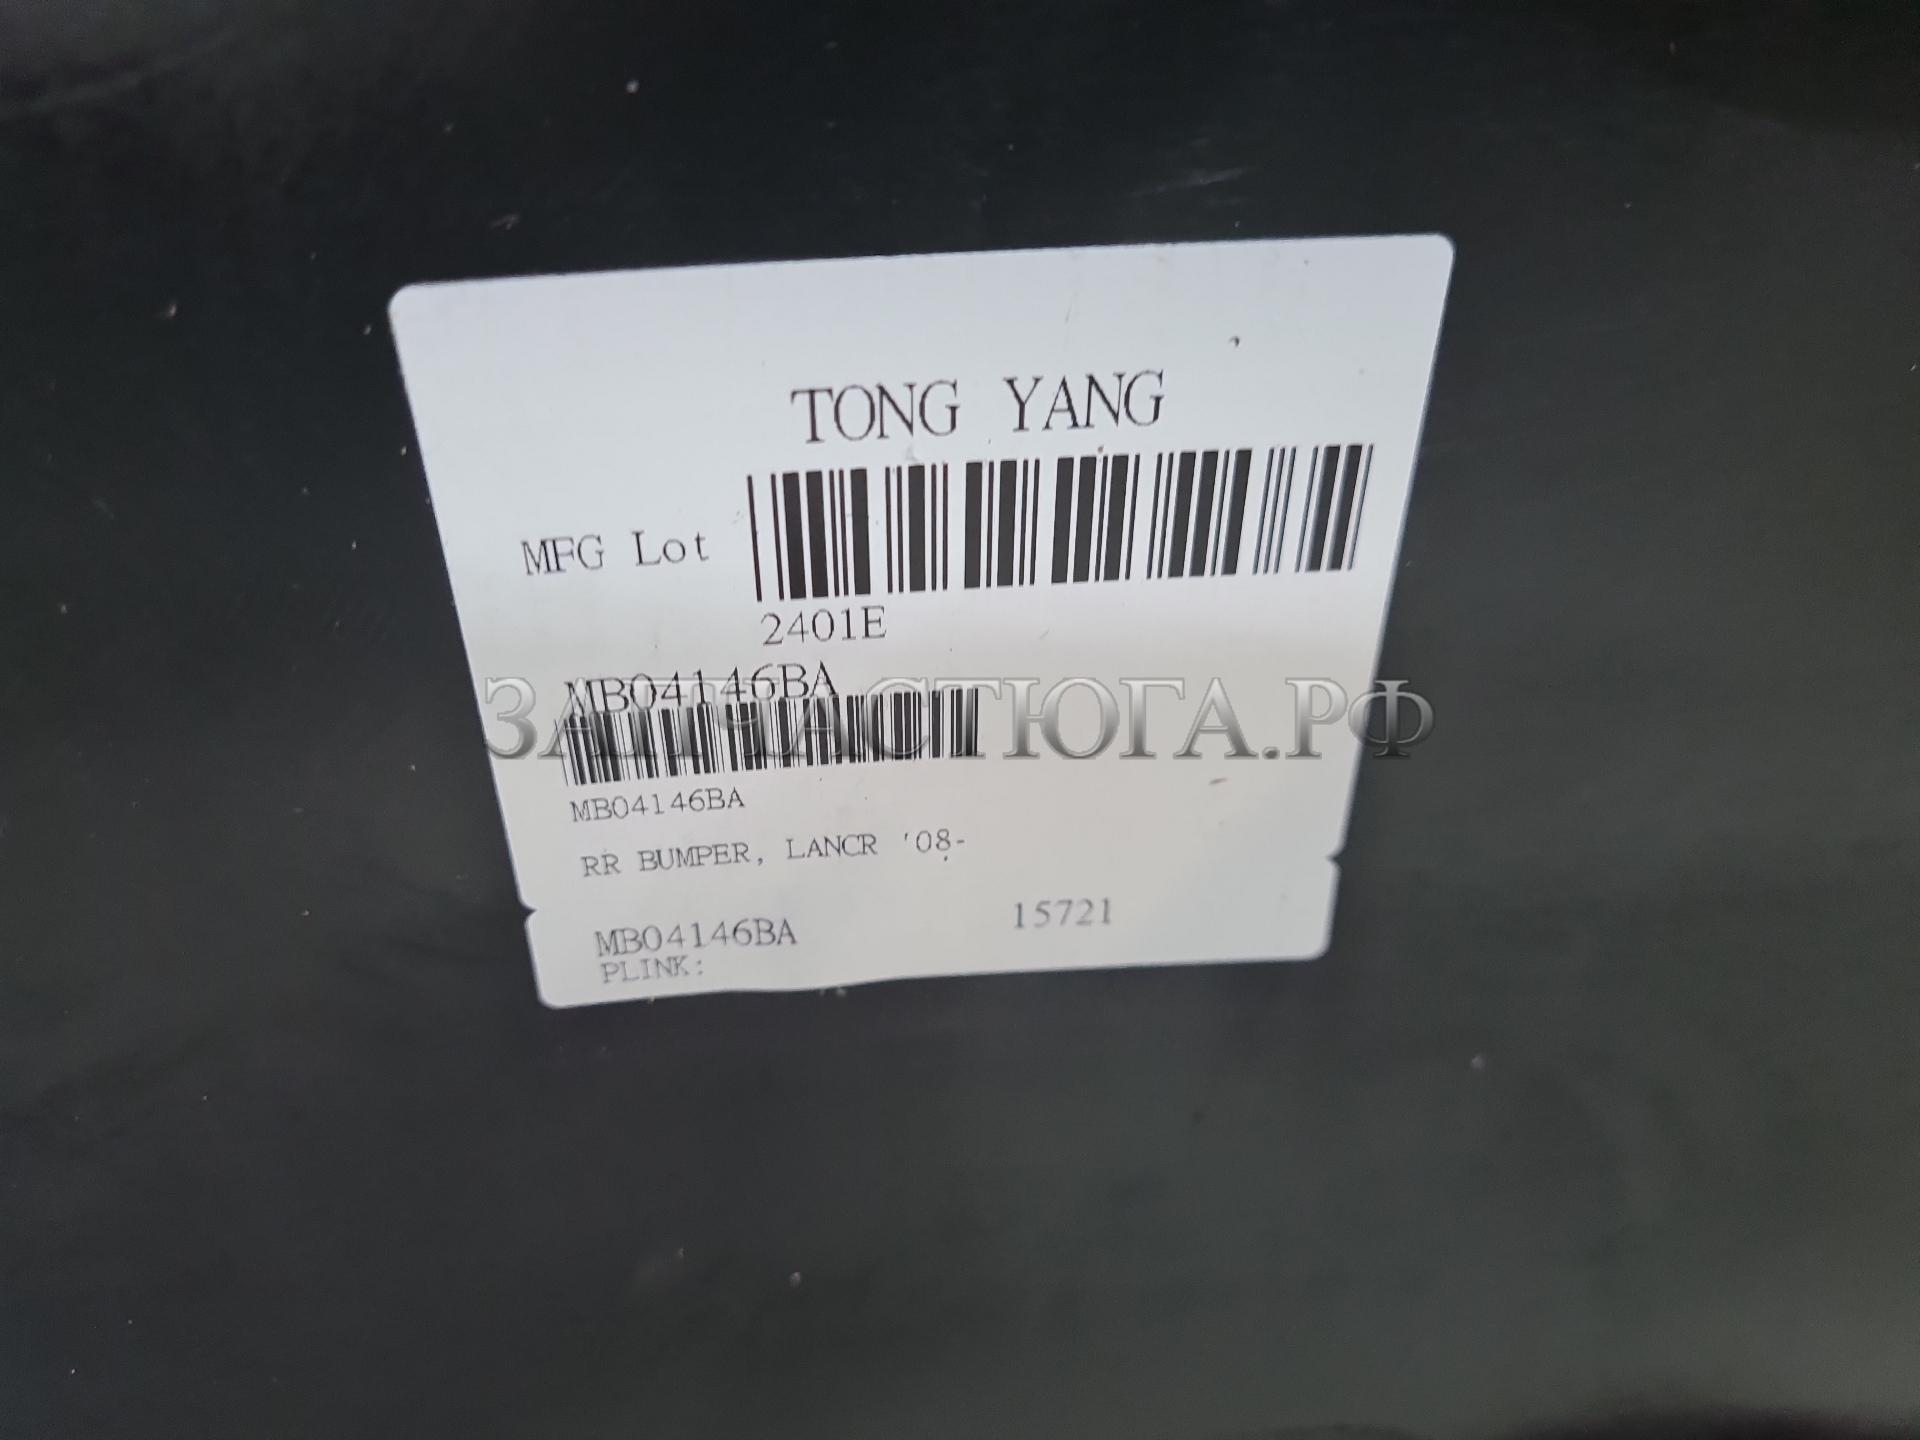 TONG YANG
MFG Lot
2401E
MB04146BA
ЗАПЧАСТЮГА.РФ
MB04146BA
RR BUMPER, LANCR '08-
MB04146BA 15721
PLINK: